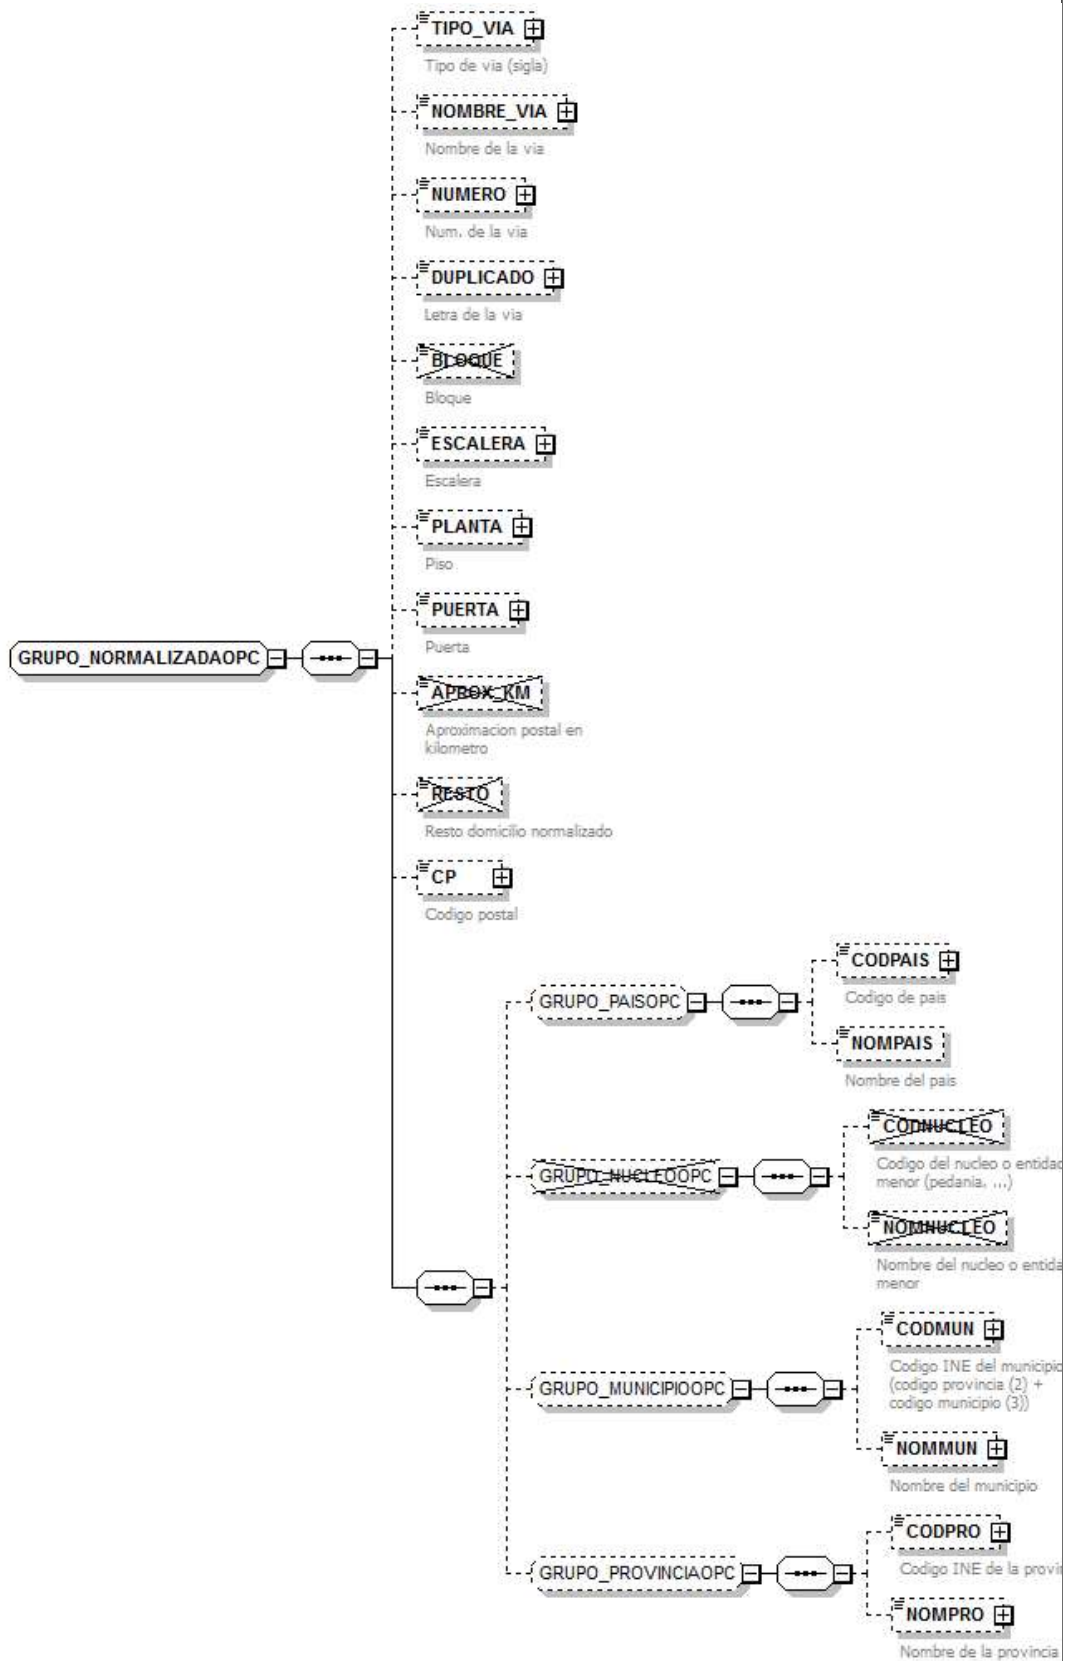 TIPO_VIA
Tipo de via (sigla)
NOMBRE_VIA
Nombre de la via
NUMERO
Num. de la via
DUPLICADO
Letra de la via
BLOQUE
Bloque
ESCALERA
Escalera
PLANTA
Piso
PUERTA
Puerta
GRUPO_NORMALIZADAOPC
APROX_KM
Aproximacion postal en
kilometro
RESTO
Resto domicilio normalizado
CP
Codigo postal
GRUPO_PAISOPC
CODPAIS
Codigo de pais
NOMPAIS
Nombre del pais
GRUPO_NUCLEOOPC
CODNUCLEO
Codigo del nucleo o entidad
menor (pedania, ...)
NOMNUCLEO
Nombre del nucleo o entida
menor
GRUPO_MUNICIPIOOPC
CODMUN
Codigo INE del municipio
(codigo provincia (2) +
codigo municipio (3))
NOMMUN
Nombre del municipio
GRUPO_PROVINCIAOPC
CODPRO
Codigo INE de la provin
NOMPRO
Nombre de la provincia